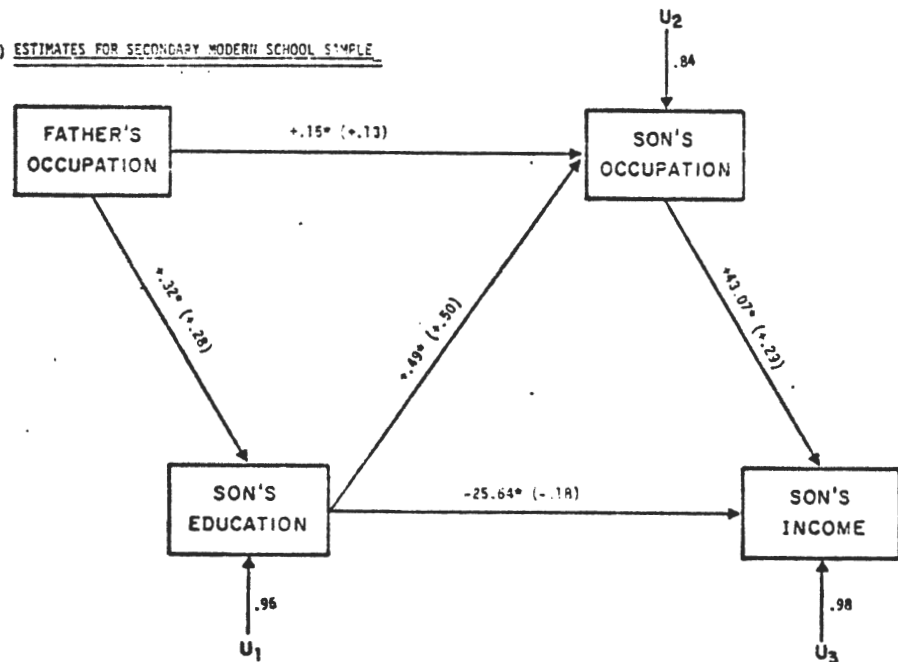 U2
) ESTIMATES FOR SECONDARY MODERN SCHOOL SAMPLE
.84
FATHER'S
OCCUPATION
+.15* (+.13)
SON'S
OCCUPATION
+.32* (+.28)
+.49* (+.50)
+43.07* (+.23)
SON'S
EDUCATION
-25.64* (-.18)
SON'S
INCOME
.96
.98
U1
U3